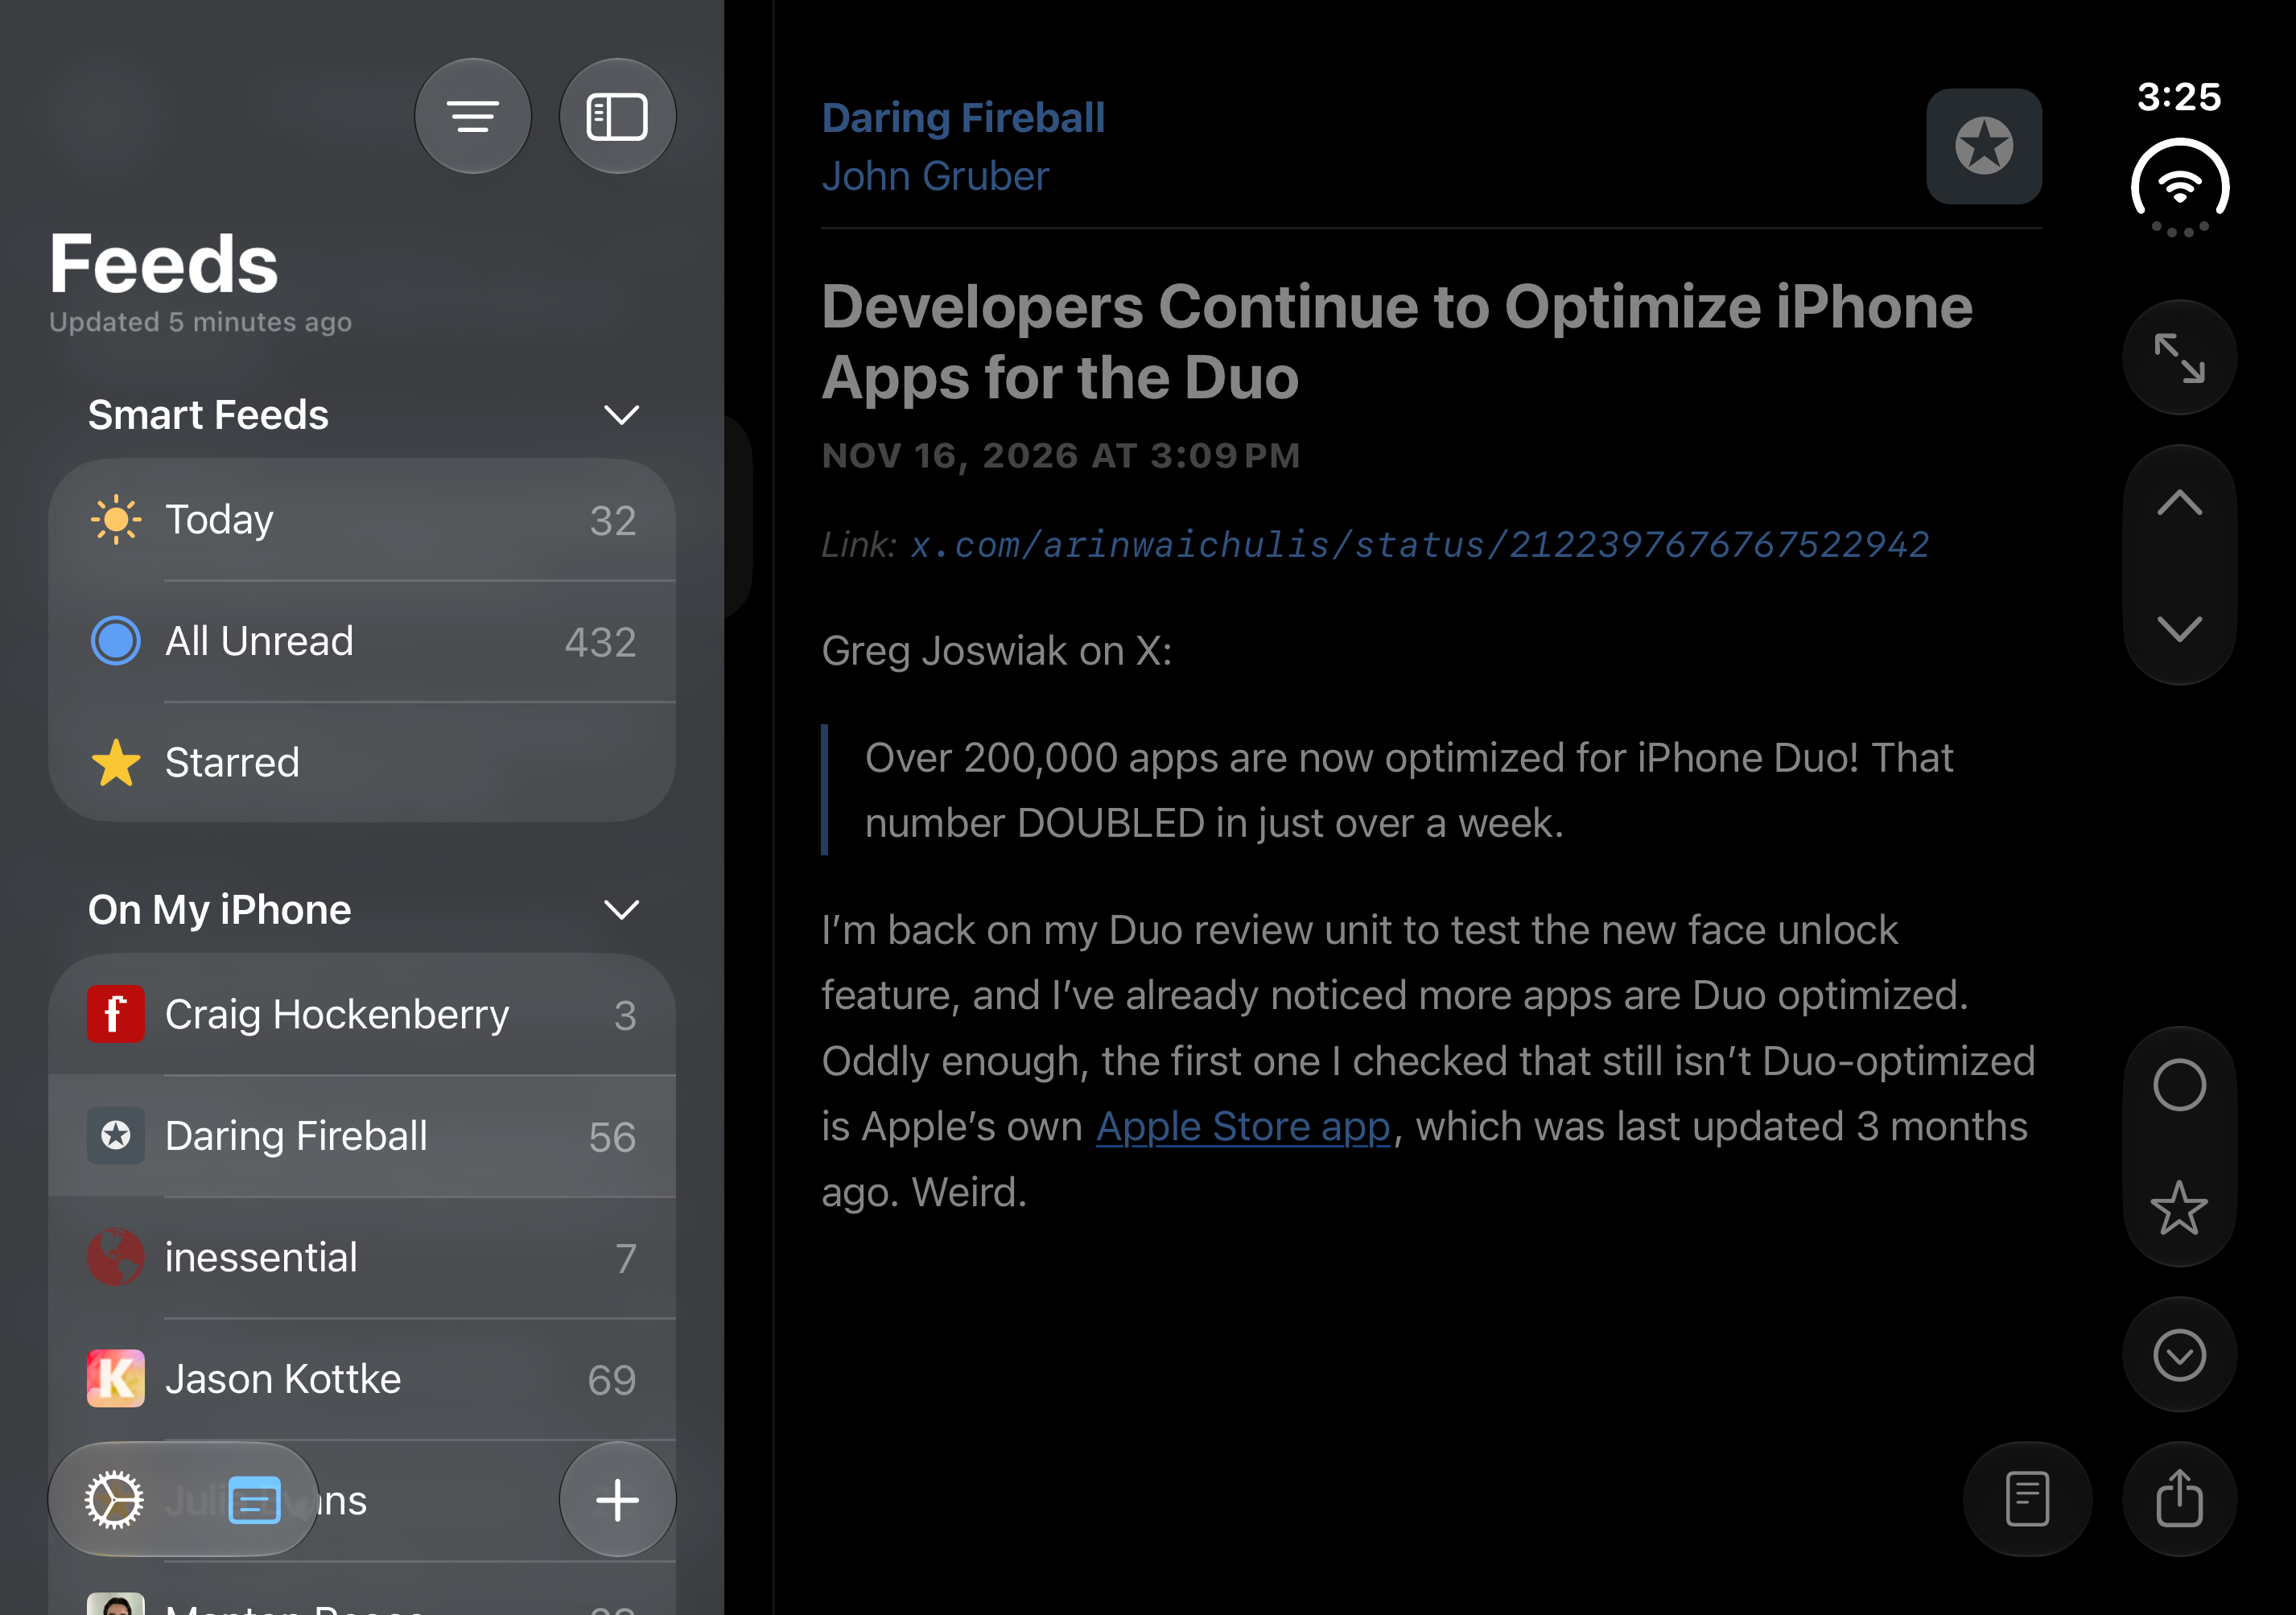 Feeds
Updated 5 minutes ago
Smart Feeds
Today 32
All Unread 432
Starred
On My iPhone
Craig Hockenberry 3
Daring Fireball 56
inessential 7
Jason Kottke 69
3:25
Daring Fireball
John Gruber
Developers Continue to Optimize iPhone
Apps for the Duo
NOV 16, 2026 AT 3:09 PM
Link: x.com/arinwaichulis/status/2122397676767522942
Greg Joswiak on X:
Over 200,000 apps are now optimized for iPhone Duo! That
number DOUBLED in just over a week.
I’m back on my Duo review unit to test the new face unlock
feature, and I’ve already noticed more apps are Duo optimized.
Oddly enough, the first one I checked that still isn’t Duo-optimized
is Apple’s own Apple Store app, which was last updated 3 months
ago. Weird.